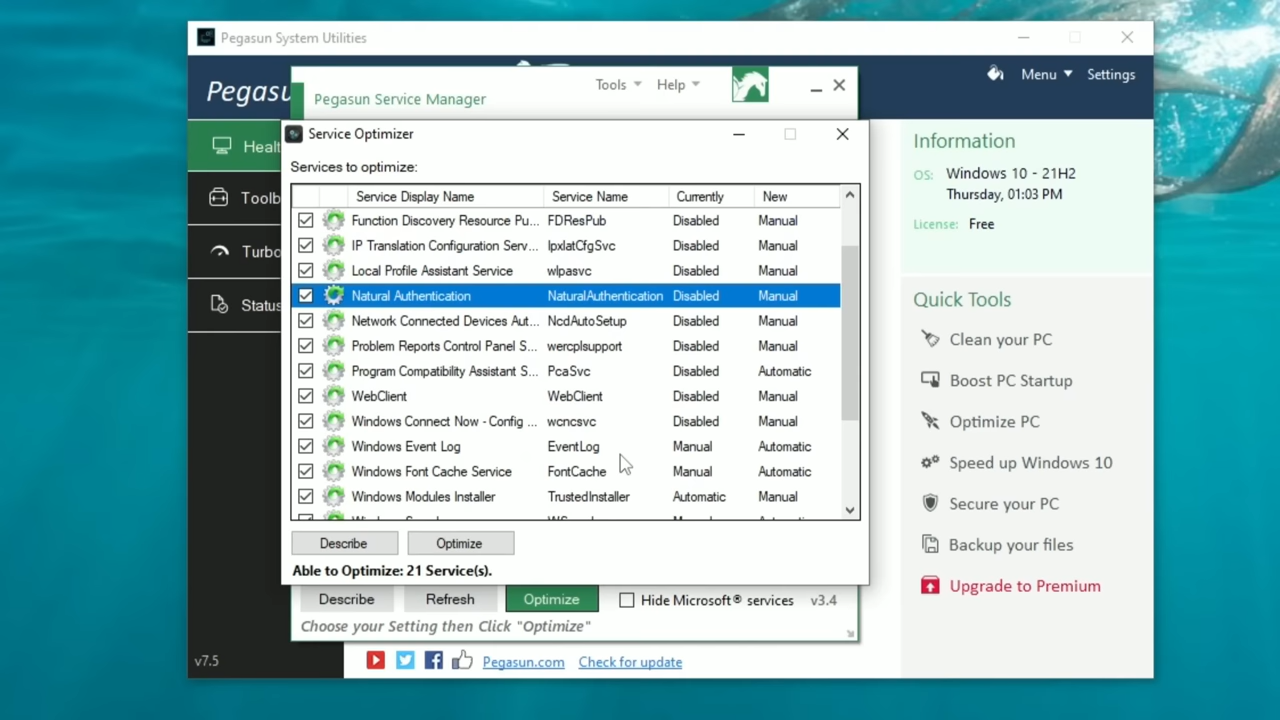 Pegasun System Utilities
Pegasu
Menu Settings
Tools Help
Pegasun Service Manager
Service Optimizer
Services to optimize:
Service Display Name Service Name Currently New
Function Discovery Resource Pu... FDResPub Disabled Manual
IP Translation Configuration Serv... IpxlatCfgSvc Disabled Manual
Local Profile Assistant Service wlpasvc Disabled Manual
Natural Authentication NaturalAuthentication Disabled Manual
Network Connected Devices Aut... NcdAutoSetup Disabled Manual
Problem Reports Control Panel S... wercplsupport Disabled Manual
Program Compatibility Assistant S... PcaSvc Disabled Automatic
WebClient WebClient Disabled Manual
Windows Connect Now - Config ... wcncsvc Disabled Manual
Windows Event Log EventLog Manual Automatic
Windows Font Cache Service FontCache Manual Automatic
Windows Modules Installer TrustedInstaller Automatic Manual
Describe Optimize
Able to Optimize: 21 Service(s).
Describe Refresh Optimize Hide Microsoft® services v3.4
Choose your Setting then Click "Optimize"
Healt
Toolb
Turbo
Status
v7.5
Pegasun.com Check for update
Information
OS: Windows 10 - 21H2
Thursday, 01:03 PM
License: Free
Quick Tools
Clean your PC
Boost PC Startup
Optimize PC
Speed up Windows 10
Secure your PC
Backup your files
Upgrade to Premium